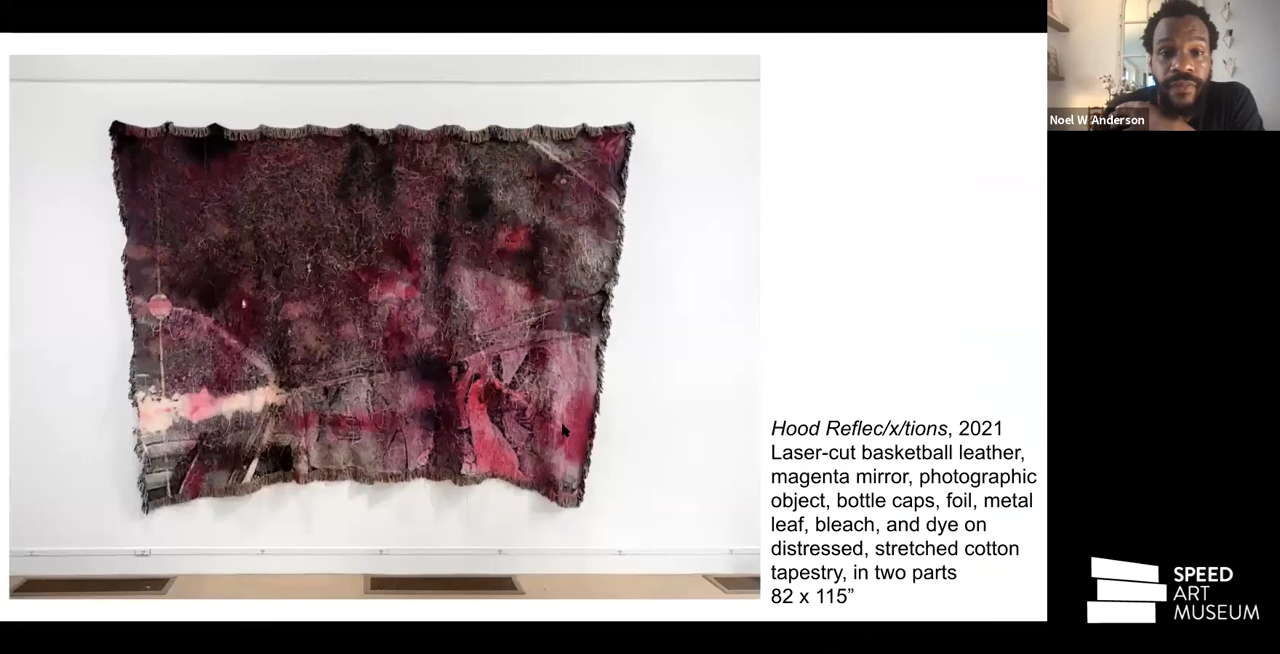 Noel W Anderson
Hood Reflec/x/tions, 2021
Laser-cut basketball leather,
magenta mirror, photographic
object, bottle caps, foil, metal
leaf, bleach, and dye on
distressed, stretched cotton
tapestry, in two parts
82 x 115”
SPEED
ART
MUSEUM